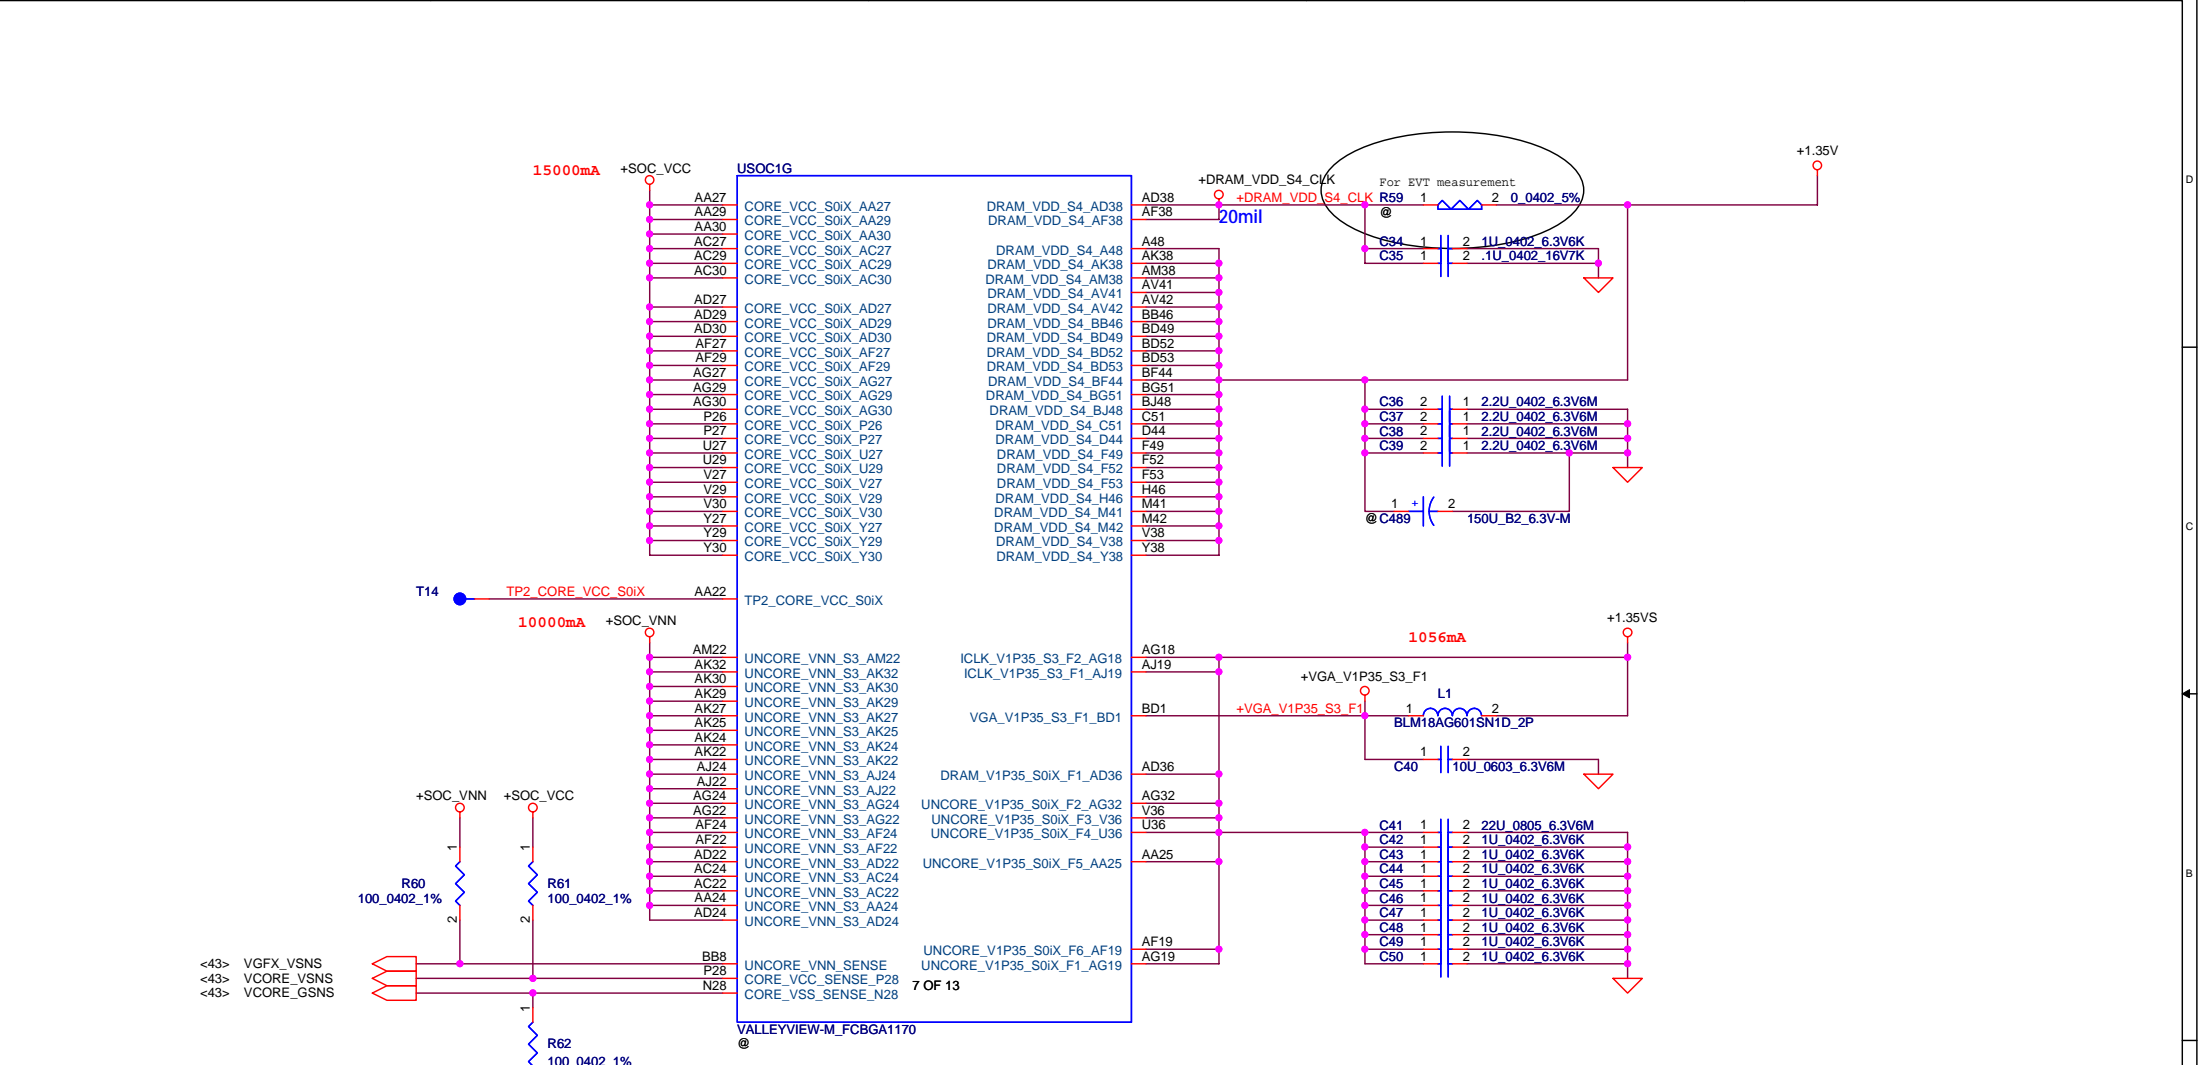 D
C
B
15000mA
+SOC_VCC
USOC1G
AA27 CORE_VCC_S0iX_AA27
AA29 CORE_VCC_S0iX_AA29
AA30 CORE_VCC_S0iX_AA30
AC27 CORE_VCC_S0iX_AC27
AC29 CORE_VCC_S0iX_AC29
AC30 CORE_VCC_S0iX_AC30
AD27 CORE_VCC_S0iX_AD27
AD29 CORE_VCC_S0iX_AD29
AD30 CORE_VCC_S0iX_AD30
AF27 CORE_VCC_S0iX_AF27
AF29 CORE_VCC_S0iX_AF29
AG27 CORE_VCC_S0iX_AG27
AG29 CORE_VCC_S0iX_AG29
AG30 CORE_VCC_S0iX_AG30
P26 CORE_VCC_S0iX_P26
P27 CORE_VCC_S0iX_P27
U27 CORE_VCC_S0iX_U27
U29 CORE_VCC_S0iX_U29
V27 CORE_VCC_S0iX_V27
V29 CORE_VCC_S0iX_V29
V30 CORE_VCC_S0iX_V30
Y27 CORE_VCC_S0iX_Y27
Y29 CORE_VCC_S0iX_Y29
Y30 CORE_VCC_S0iX_Y30
T14 TP2_CORE_VCC_S0iX AA22 TP2_CORE_VCC_S0iX
10000mA
+SOC_VNN
AM22 UNCORE_VNN_S3_AM22
AK32 UNCORE_VNN_S3_AK32
AK30 UNCORE_VNN_S3_AK30
AK29 UNCORE_VNN_S3_AK29
AK27 UNCORE_VNN_S3_AK27
AK25 UNCORE_VNN_S3_AK25
AK24 UNCORE_VNN_S3_AK24
AK22 UNCORE_VNN_S3_AK22
AJ24 UNCORE_VNN_S3_AJ24
AJ22 UNCORE_VNN_S3_AJ22
AG24 UNCORE_VNN_S3_AG24
AG22 UNCORE_VNN_S3_AG22
AF24 UNCORE_VNN_S3_AF24
AF22 UNCORE_VNN_S3_AF22
AD22 UNCORE_VNN_S3_AD22
AC24 UNCORE_VNN_S3_AC24
AC22 UNCORE_VNN_S3_AC22
AA24 UNCORE_VNN_S3_AA24
AD24 UNCORE_VNN_S3_AD24
+SOC_VNN
+SOC_VCC
1
R60
100_0402_1%
2
1
R61
100_0402_1%
2
<43> VGFX_VSNS BB8 UNCORE_VNN_SENSE
<43> VCORE_VSNS P28 CORE_VCC_SENSE_P28
<43> VCORE_GSNS N28 CORE_VSS_SENSE_N28
7 OF 13
VALLEYVIEW-M_FCBGA1170
@
1
R62
100_0402_1%
DRAM_VDD_S4_AD38 AD38
DRAM_VDD_S4_AF38 AF38
DRAM_VDD_S4_A48 A48
DRAM_VDD_S4_AK38 AK38
DRAM_VDD_S4_AM38 AM38
DRAM_VDD_S4_AV41 AV41
DRAM_VDD_S4_AV42 AV42
DRAM_VDD_S4_BB46 BB46
DRAM_VDD_S4_BD49 BD49
DRAM_VDD_S4_BD52 BD52
DRAM_VDD_S4_BD53 BD53
DRAM_VDD_S4_BF44 BF44
DRAM_VDD_S4_BG51 BG51
DRAM_VDD_S4_BJ48 BJ48
DRAM_VDD_S4_C51 C51
DRAM_VDD_S4_D44 D44
DRAM_VDD_S4_F49 F49
DRAM_VDD_S4_F52 F52
DRAM_VDD_S4_F53 F53
DRAM_VDD_S4_H46 H46
DRAM_VDD_S4_M41 M41
DRAM_VDD_S4_M42 M42
DRAM_VDD_S4_V38 V38
DRAM_VDD_S4_Y38 Y38
ICLK_V1P35_S3_F2_AG18 AG18
ICLK_V1P35_S3_F1_AJ19 AJ19
VGA_V1P35_S3_F1_BD1 BD1
DRAM_V1P35_S0iX_F1_AD36 AD36
UNCORE_V1P35_S0iX_F2_AG32 AG32
UNCORE_V1P35_S0iX_F3_V36 V36
UNCORE_V1P35_S0iX_F4_U36 U36
UNCORE_V1P35_S0iX_F5_AA25 AA25
UNCORE_V1P35_S0iX_F6_AF19 AF19
UNCORE_V1P35_S0iX_F1_AG19 AG19
+DRAM_VDD_S4_CLK
+DRAM_VDD_S4_CLK
20mil
For EVT measurement
R59 1 2 0_0402_5%
@
+1.35V
C34 1 2 1U_0402_6.3V6K
C35 1 2 .1U_0402_16V7K
C36 2 1 2.2U_0402_6.3V6M
C37 2 1 2.2U_0402_6.3V6M
C38 2 1 2.2U_0402_6.3V6M
C39 2 1 2.2U_0402_6.3V6M
1 + 2
@ C489 150U_B2_6.3V-M
+1.35VS
1056mA
+VGA_V1P35_S3_F1
+VGA_V1P35_S3_F1
L1
1 2
BLM18AG601SN1D_2P
1 2
C40 10U_0603_6.3V6M
C41 1 2 22U_0805_6.3V6M
C42 1 2 1U_0402_6.3V6K
C43 1 2 1U_0402_6.3V6K
C44 1 2 1U_0402_6.3V6K
C45 1 2 1U_0402_6.3V6K
C46 1 2 1U_0402_6.3V6K
C47 1 2 1U_0402_6.3V6K
C48 1 2 1U_0402_6.3V6K
C49 1 2 1U_0402_6.3V6K
C50 1 2 1U_0402_6.3V6K